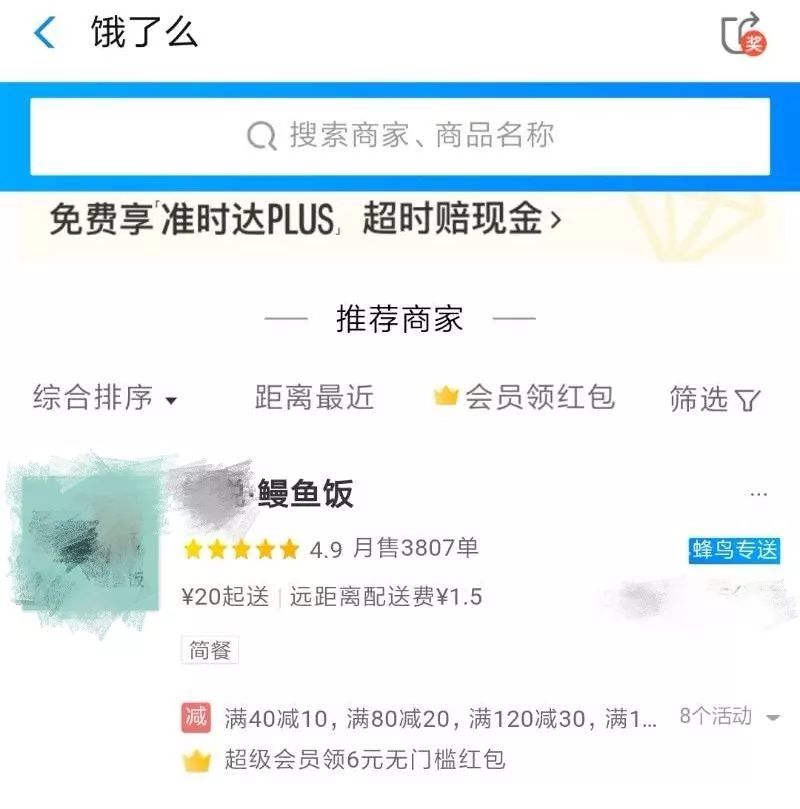 饿了么
奖
搜索商家、商品名称
免费享「准时达PLUS」超时赔现金>
推荐商家
综合排序
距离最近
会员领红包
筛选
·鳗鱼饭
...
4.9 月售3807单
蜂鸟专送
¥20起送 | 远距离配送费¥1.5
简餐
减 满40减10，满80减20，满120减30，满1...
8个活动
超级会员领6元无门槛红包